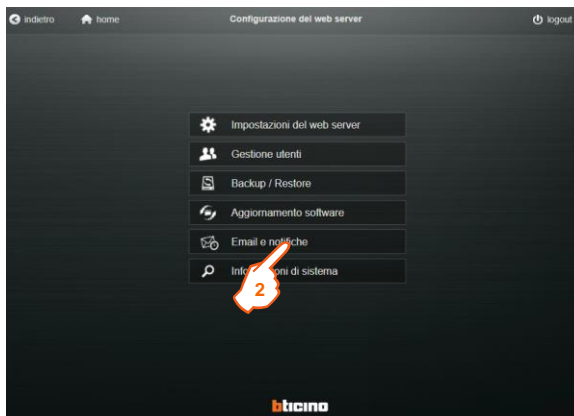 indietro home Configurazione del web server logout
Impostazioni del web server
Gestione utenti
Backup / Restore
Aggiornamento software
Email e notifiche
di sistema
2
bticino